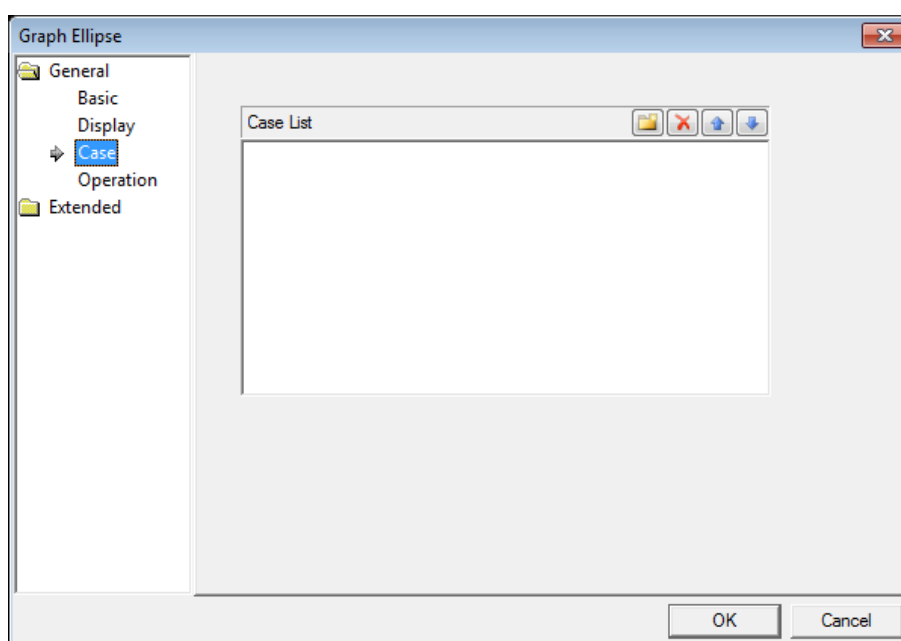 Graph Ellipse
General
Basic
Display
Case
Operation
Extended
Case List
OK
Cancel